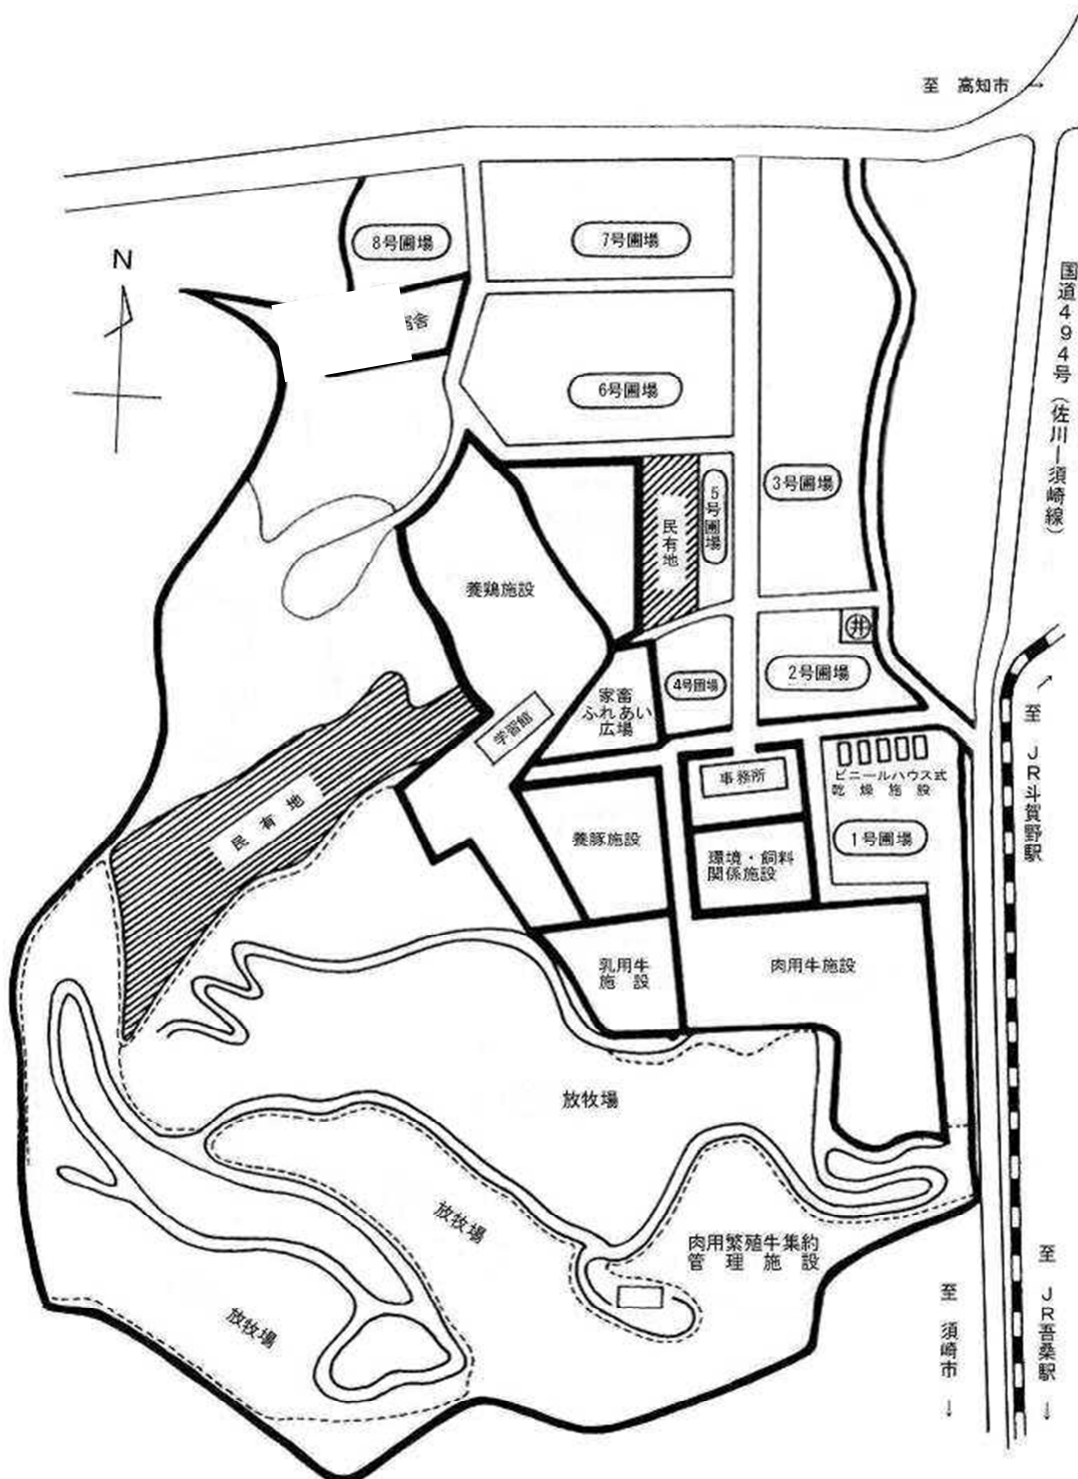 至 高知市 →
8号圃場
7号圃場
N
国道494号(佐川―須崎線)
宿舎
6号圃場
3号圃場
5号圃場
民有地
養鶏施設
井
2号圃場
4号圃場
家畜
ふれあい
広場
学習館
至 JR斗賀野駅
事務所
ビニールハウス式
乾燥施設
民有地
養豚施設
1号圃場
環境・飼料
関係施設
乳用牛
施設
肉用牛施設
放牧場
放牧場
肉用繁殖牛集約
管理施設
放牧場
至 須崎市 →
至 JR吾桑駅 →